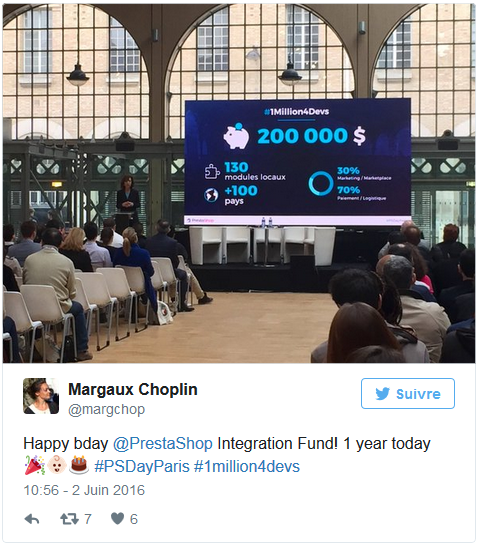 #1Million4Devs
200 000 $
130
modules locaux
+100
pays
30%
Marketing / Marketplace
70%
Paiement / Logistique
PrestaShop
Margaux Choplin
@margchop
Suivre
Happy bday @PrestaShop Integration Fund! 1 year today
🎉👶🎂 #PSDayParis #1million4devs
10:56 - 2 Juin 2016
7
6